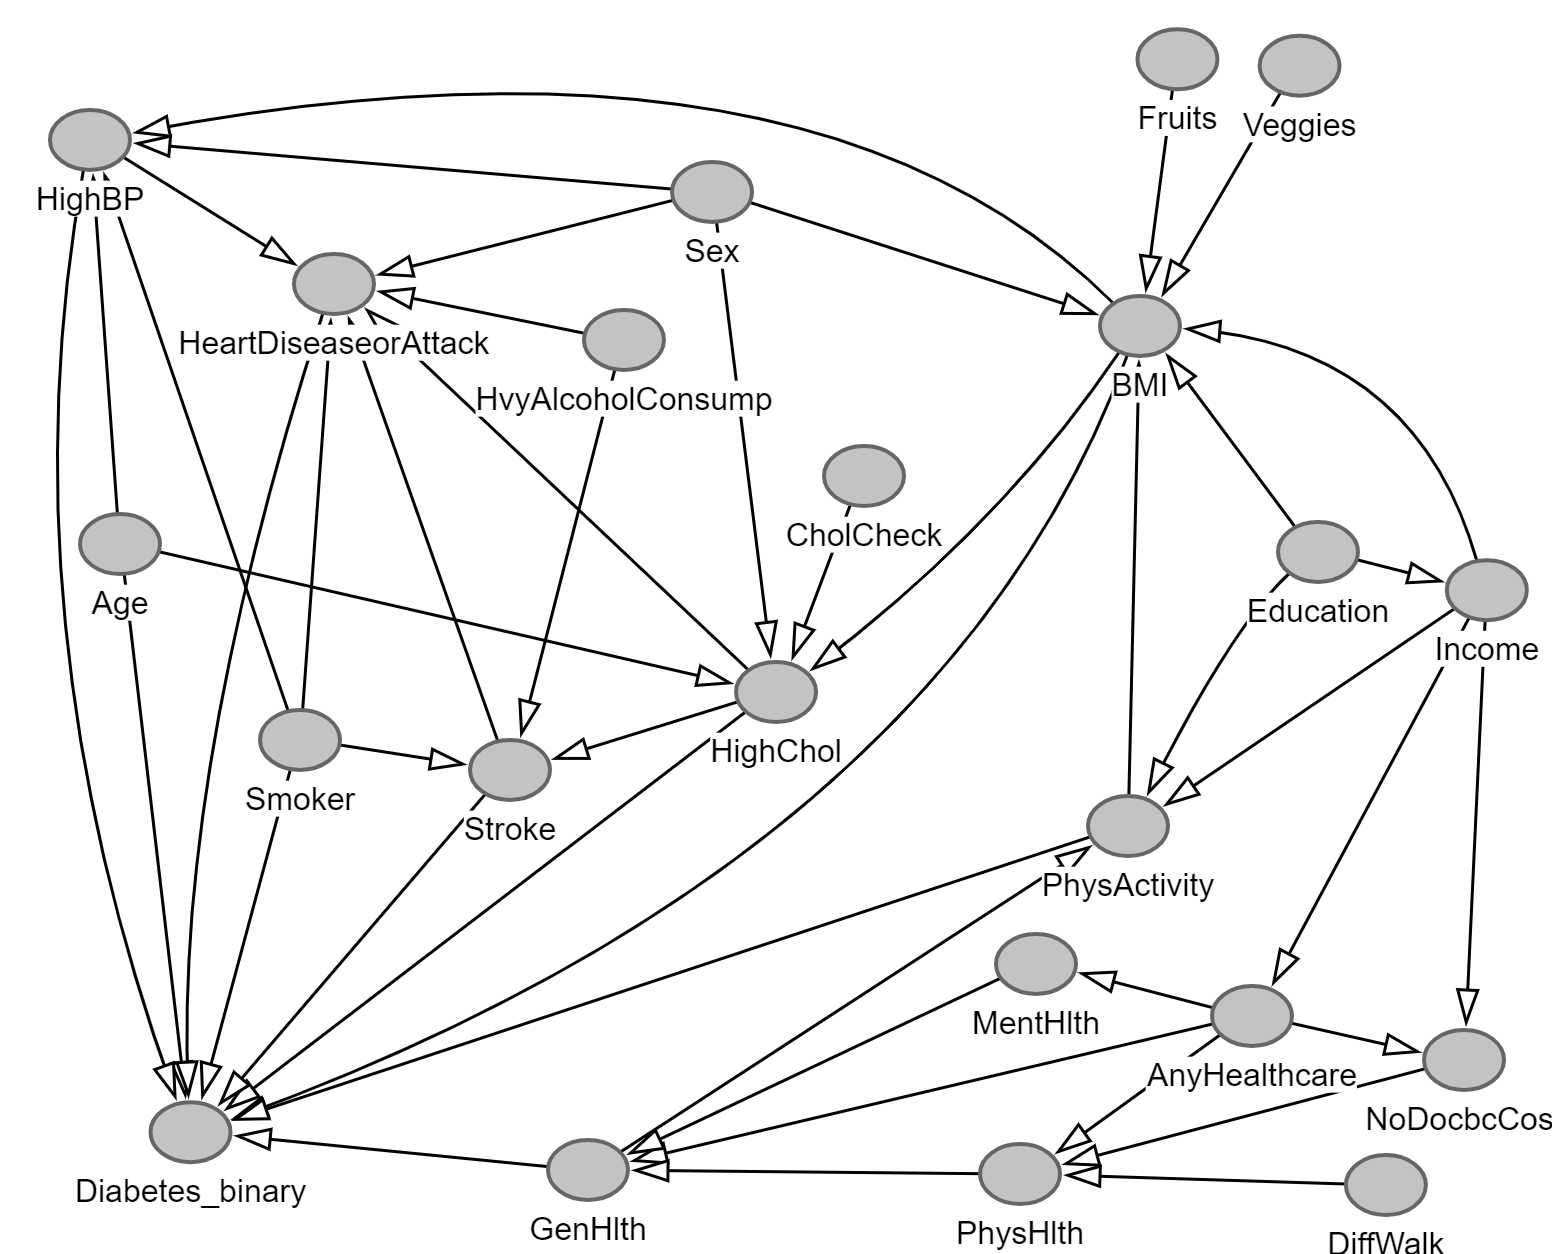 Fruits
Veggies
HighBP
Sex
HeartDiseaseorAttack
BMI
HvyAlcoholConsump
CholCheck
Age
Education
Income
HighChol
Smoker
Stroke
PhysActivity
MentHlth
AnyHealthcare
NoDocbcCos
Diabetes_binary
GenHlth
PhysHlth
DiffWalk